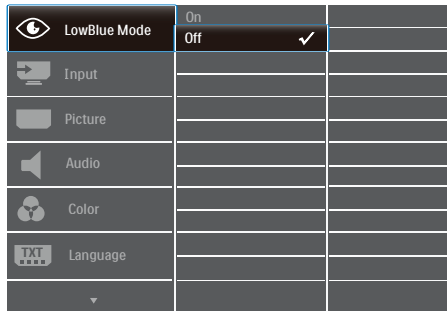 LowBlue Mode
On
Off
Input
Picture
Audio
Color
TXT
Language